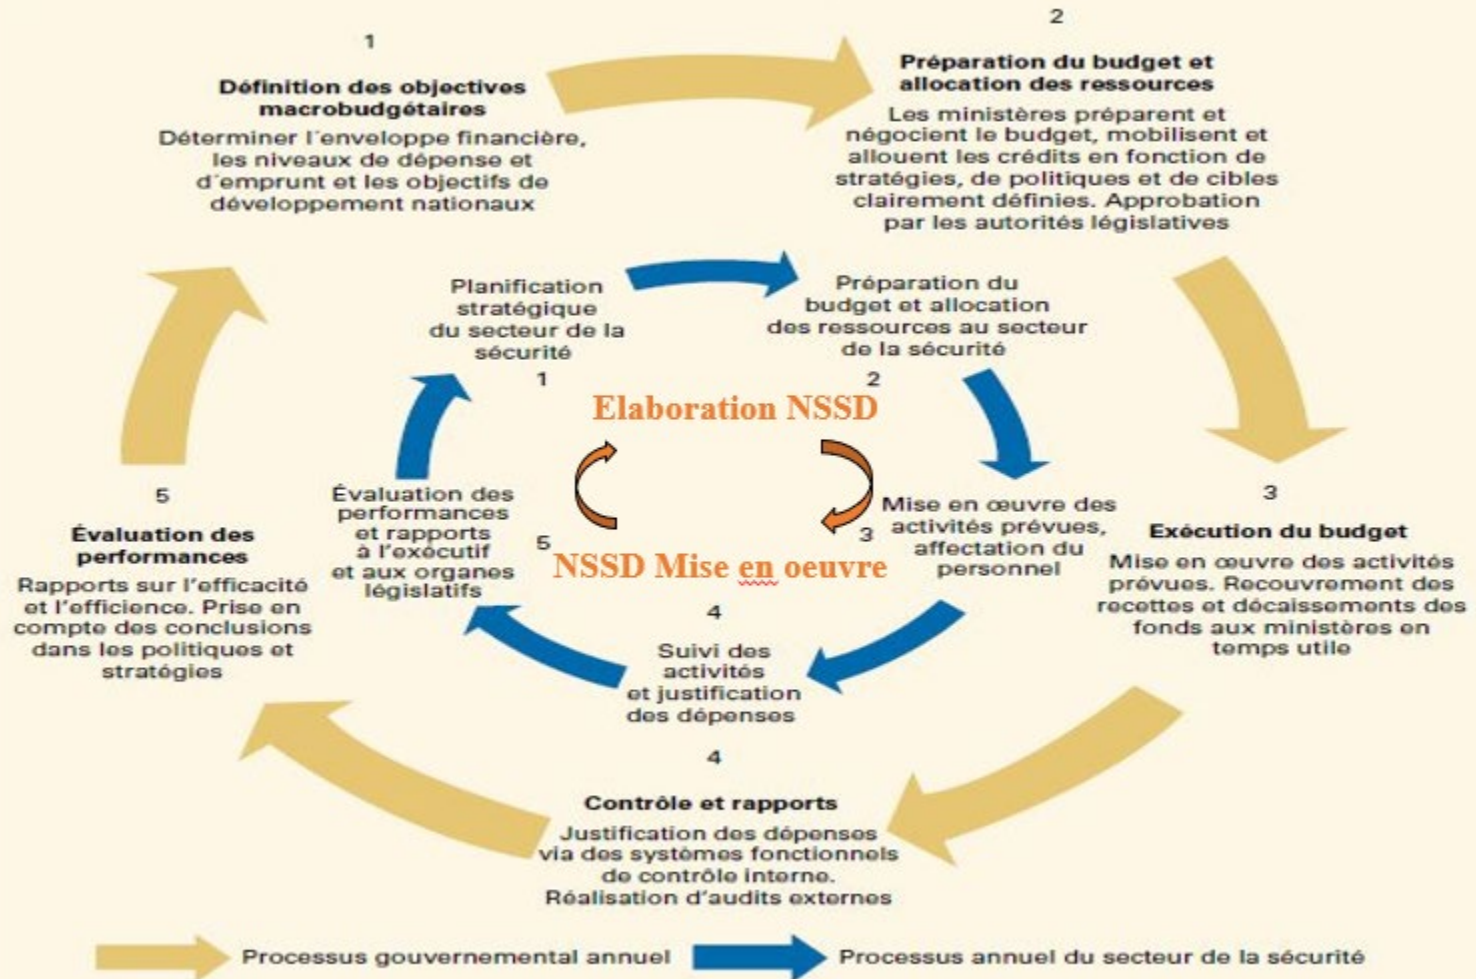 1
Définition des objectives
macrobudgétaires
Déterminer l´enveloppe financière,
les niveaux de dépense et
d´emprunt et les objectifs de
développement nationaux
2
Préparation du budget et
allocation des ressources
Les ministères préparent et
négocient le budget, mobilisent et
allouent les crédits en fonction de
stratégies, de politiques et de cibles
clairement définies. Approbation
par les autorités législatives
Planification
stratégique
du secteur de la
sécurité
1
Préparation du
budget et allocation
des ressources au secteur
de la sécurité
2
Elaboration NSSD
NSSD Mise en oeuvre
3
Mise en œuvre des
activités prévues,
affectation du
personnel
3
Exécution du budget
Mise en œuvre des activités
prévues. Recouvrement des
recettes et décaissements des
fonds aux ministères en
temps utile
4
Suivi des
activités
et justification
des dépenses
5
Évaluation des
performances
et rapports
à l'exécutif
et aux organes
législatifs
4
Contrôle et rapports
Justification des dépenses
via des systèmes fonctionnels
de contrôle interne.
Réalisation d'audits externes
5
Évaluation des
performances
Rapports sur l'efficacité
et l'efficience. Prise en
compte des conclusions
dans les politiques et
stratégies
Processus gouvernemental annuel
Processus annuel du secteur de la sécurité